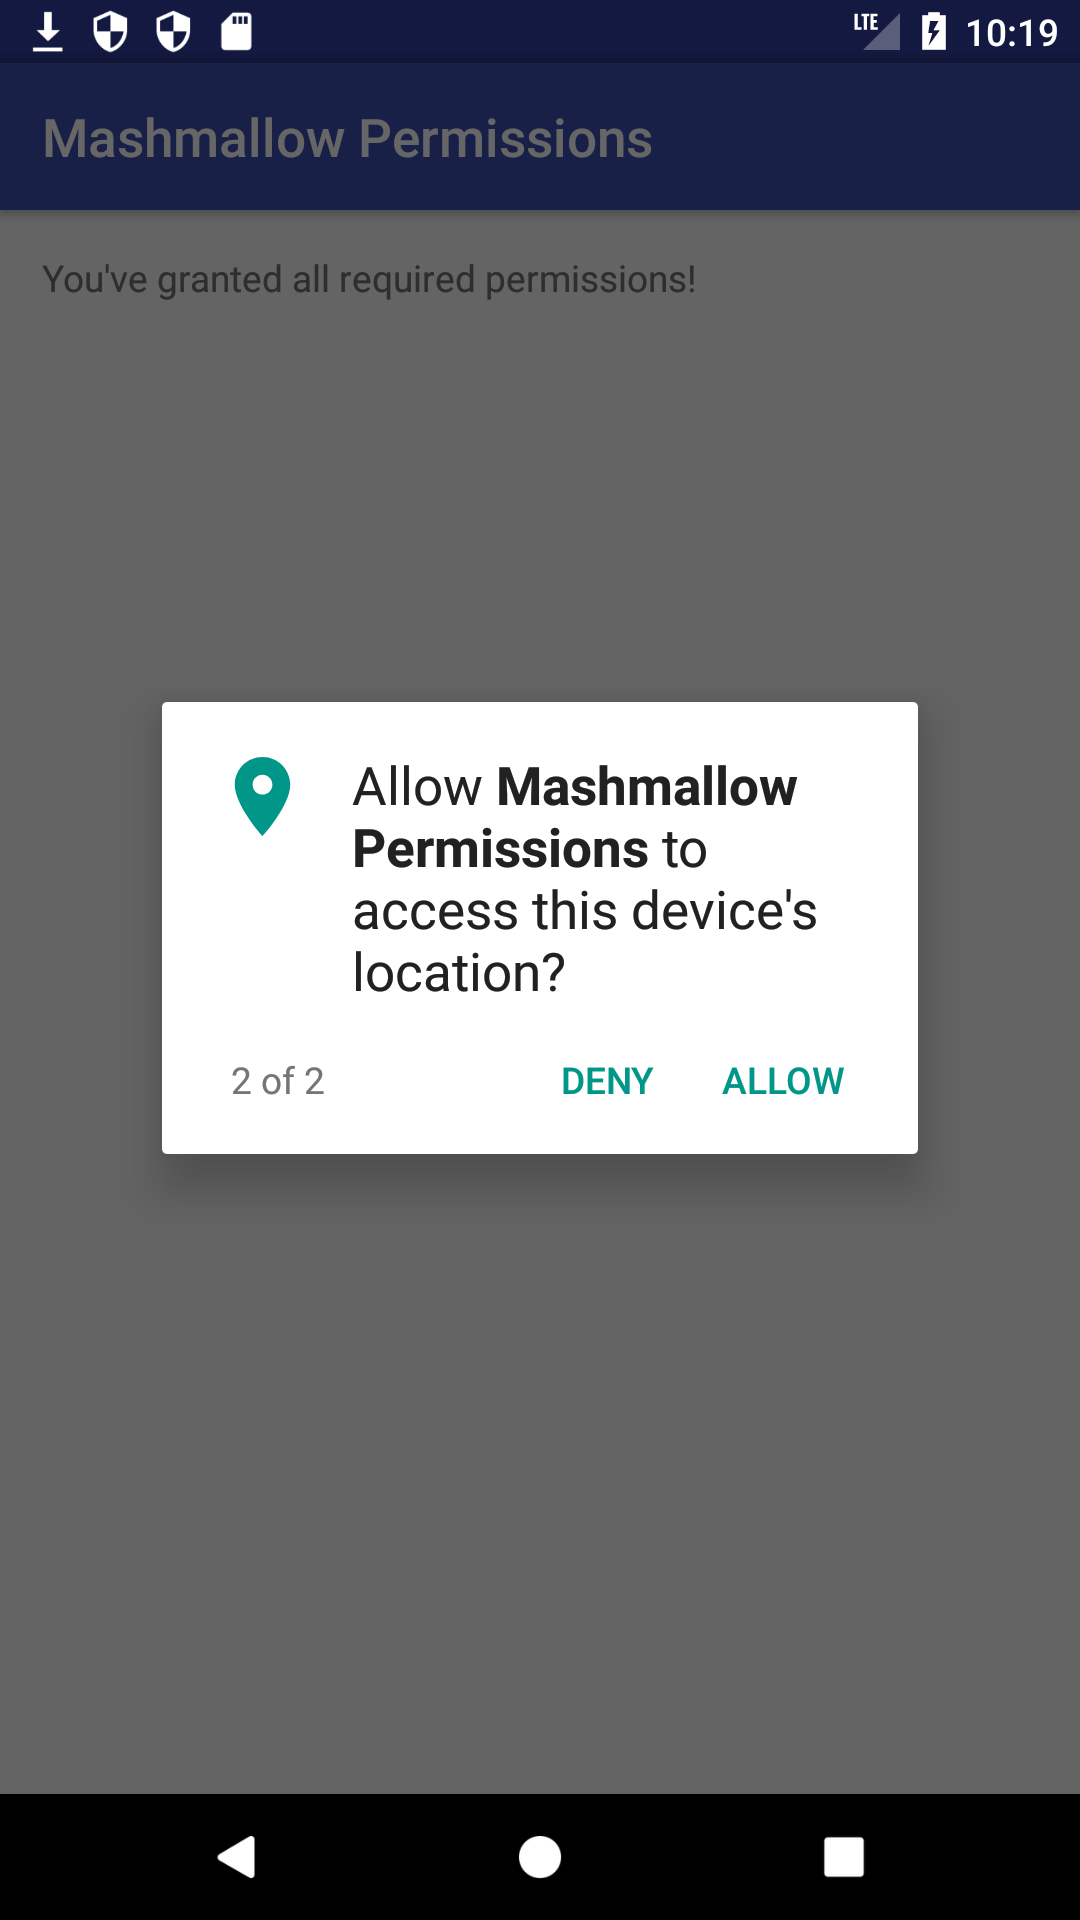 LTE 10:19
Mashmallow Permissions
You've granted all required permissions!
Allow Mashmallow
Permissions to
access this device's
location?
2 of 2 DENY ALLOW